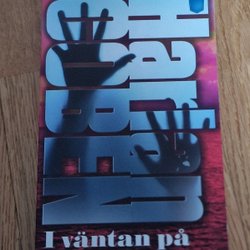 Harlan
COBEN
I väntan på